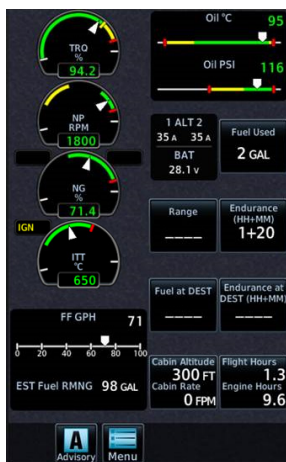 TRQ
%
94.2
NP
RPM
1800
NG
%
71.4
IGN
ITT
°C
650
FF GPH 71
0 20 40 60 80 100
EST Fuel RMNG 98 GAL
Oil °C 95
Oil PSI 116
1 ALT 2
35 A 35 A
BAT
28.1 V
Fuel Used
2 GAL
Range
____
Endurance
(HH+MM)
1+20
Fuel at DEST
____
Endurance at
DEST (HH+MM)
____
Cabin Altitude
300 FT
Cabin Rate
0 FPM
Flight Hours
1.3
Engine Hours
9.6
A
Advisory
Menu